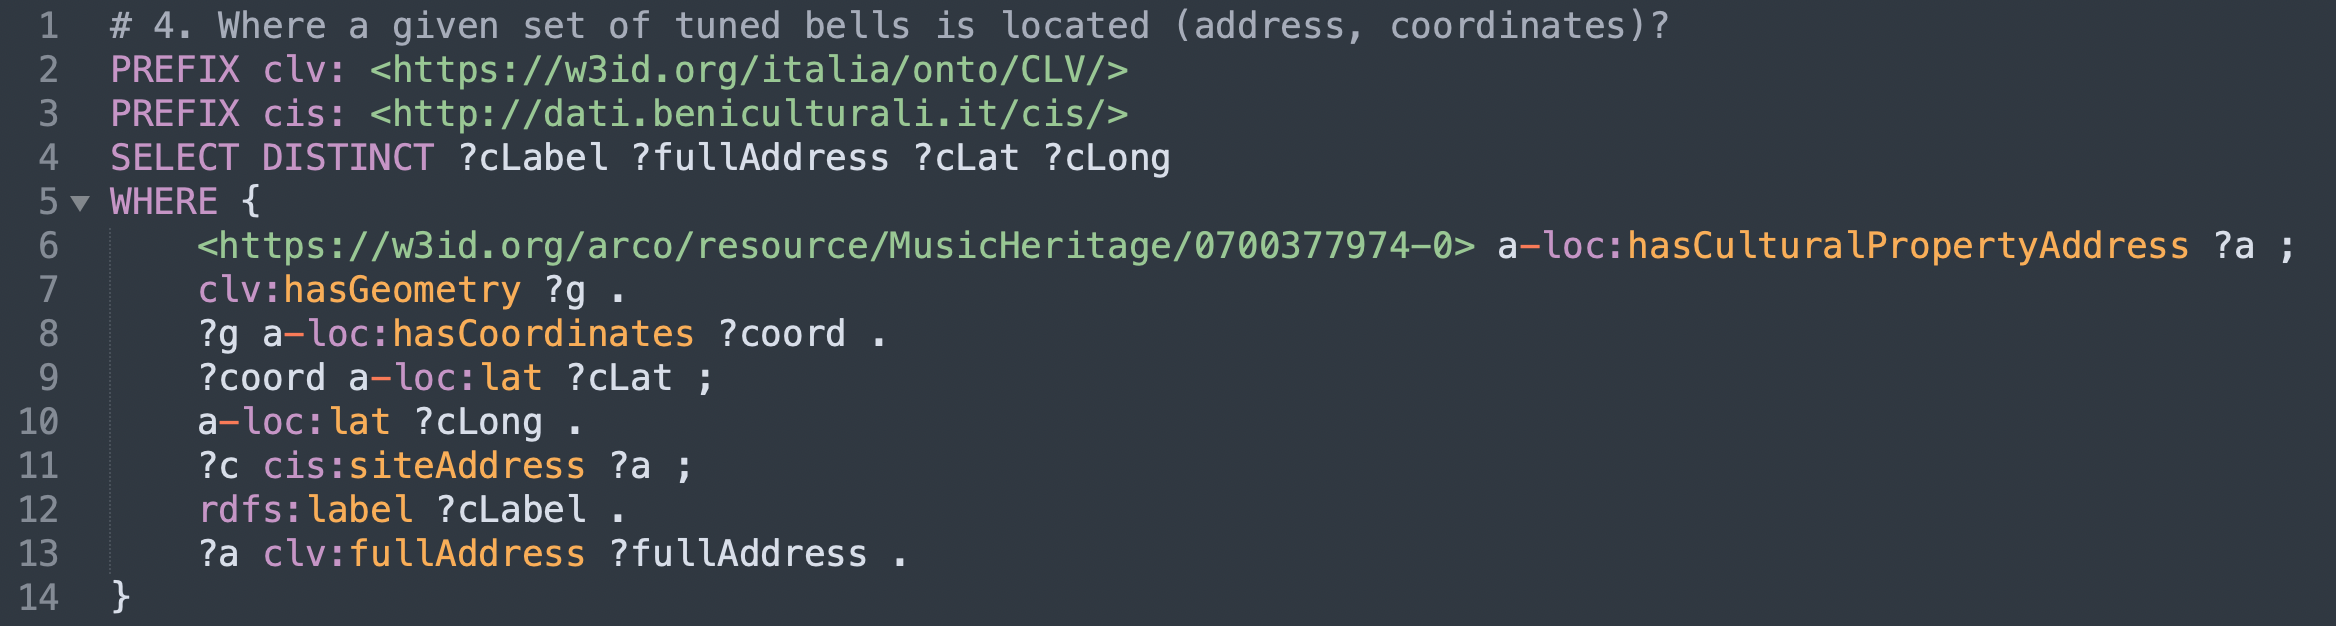 1 # 4. Where a given set of tuned bells is located (address, coordinates)?
2 PREFIX clv: <https://w3id.org/italia/onto/CLV/>
3 PREFIX cis: <http://dati.beniculturali.it/cis/>
4 SELECT DISTINCT ?cLabel ?fullAddress ?cLat ?cLong
5 WHERE {
6 <https://w3id.org/arco/resource/MusicHeritage/0700377974-0> a-loc:hasCulturalPropertyAddress ?a ;
7 clv:hasGeometry ?g .
8 ?g a-loc:hasCoordinates ?coord .
9 ?coord a-loc:lat ?cLat ;
10 a-loc:lat ?cLong .
11 ?c cis:siteAddress ?a ;
12 rdfs:label ?cLabel .
13 ?a clv:fullAddress ?fullAddress .
14 }